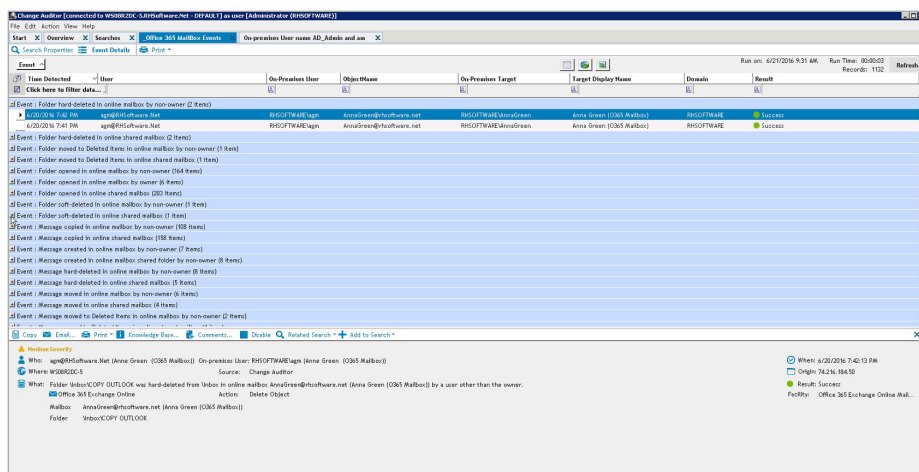 Change Auditor [connected to WS08R2DC-5.RHSoftware.Net - DEFAULT] as user [Administrator (RHSOFTWARE)]
File Edit Action View Help
Start X Overview X Searches X _Office 365 MailBox Events X On-premises User name AD_Admin and am X
Search Properties Event Details Print
Event
Run on: 6/21/2016 9:31 AM Run Time: 00:00:03
Records: 1132
Refresh
Time Detected User On-Premises User ObjectName On-Premises Target Target Display Name Domain Result
Click here to filter data...
Event : Folder hard-deleted in online mailbox by non-owner (2 Items)
6/20/2016 7:42 PM agm@RHSoftware.Net RHSOFTWARE\agm AnnaGreen@rhsoftware.net RHSOFTWARE\AnnaGreen Anna Green (O365 Mailbox) RHSOFTWARE Success
6/20/2016 7:41 PM agm@RHSoftware.Net RHSOFTWARE\agm AnnaGreen@rhsoftware.net RHSOFTWARE\AnnaGreen Anna Green (O365 Mailbox) RHSOFTWARE Success
Event : Folder hard-deleted in online shared mailbox (2 Items)
Event : Folder moved to Deleted Items in online mailbox by non-owner (1 Item)
Event : Folder moved to Deleted Items in online shared mailbox (1 Item)
Event : Folder opened in online mailbox by non-owner (164 Items)
Event : Folder opened in online mailbox by owner (6 Items)
Event : Folder opened in online shared mailbox (203 Items)
Event : Folder soft-deleted in online mailbox by non-owner (1 Item)
Event : Folder soft-deleted in online shared mailbox (1 Item)
Event : Message copied in online mailbox by non-owner (108 Items)
Event : Message copied in online shared mailbox (158 Items)
Event : Message created in online mailbox by non-owner (7 Items)
Event : Message created in online mailbox shared folder by non-owner (8 Items)
Event : Message hard-deleted in online mailbox by non-owner (8 Items)
Event : Message hard-deleted in online shared mailbox (5 Items)
Event : Message moved in online mailbox by non-owner (6 Items)
Event : Message moved in online shared mailbox (4 Items)
Event : Message moved to Deleted Items in online mailbox by non-owner (2 Items)
Copy Email... Print Knowledge Base... Comments... Disable Related Search Add to Search X
Medium Severity
Who: agm@RHSoftware.Net (Anne Green (O365 Mailbox)) On-premises User: RHSOFTWARE\agm (Anne Green (O365 Mailbox)) When: 6/20/2016 7:42:13 PM
Where: WS08R2DC-5 Source: Change Auditor Origin: 74.216.184.50
What: Folder \Inbox\COPY OUTLOOK was hard-deleted from \Inbox in online mailbox AnnaGreen@rhsoftware.net (Anna Green (O365 Mailbox)) by a user other than the owner. Result: Success
Office 365 Exchange Online Action: Delete Object Facility: Office 365 Exchange Online Mail...
Mailbox AnnaGreen@rhsoftware.net (Anna Green (O365 Mailbox))
Folder \Inbox\COPY OUTLOOK